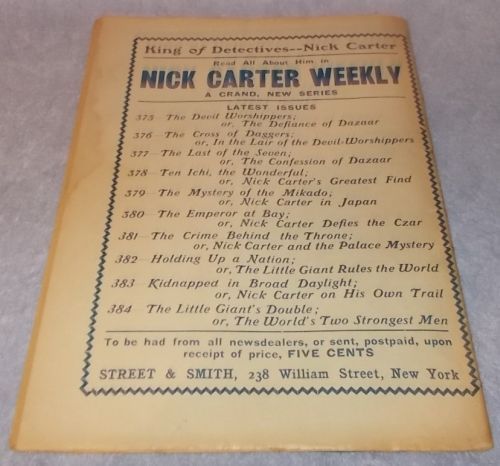 King of Detectives--Nick Carter
Read All About Him in
NICK CARTER WEEKLY
A GRAND, NEW SERIES
LATEST ISSUES
375—The Devil Worshippers;
or, The Defiance of Dazaar
376—The Cross of Daggers;
or, In the Lair of the Devil-Worshippers
377—The Last of the Seven;
or, The Confession of Dazaar
378—Ten Ichi, the Wonderful;
or, Nick Carter's Greatest Find
379—The Mystery of the Mikado;
or, Nick Carter in Japan
380—The Emperor at Bay;
or, Nick Carter Defies the Czar
381—The Crime Behind the Throne;
or, Nick Carter and the Palace Mystery
382—Holding Up a Nation;
or, The Little Giant Rules the World
383 Kidnapped in Broad Daylight;
or, Nick Carter on His Own Trail
384 The Little Giant's Double;
or, The World's Two Strongest Men
To be had from all newsdealers, or sent, postpaid, upon
receipt of price, FIVE CENTS
STREET & SMITH, 238 William Street, New York